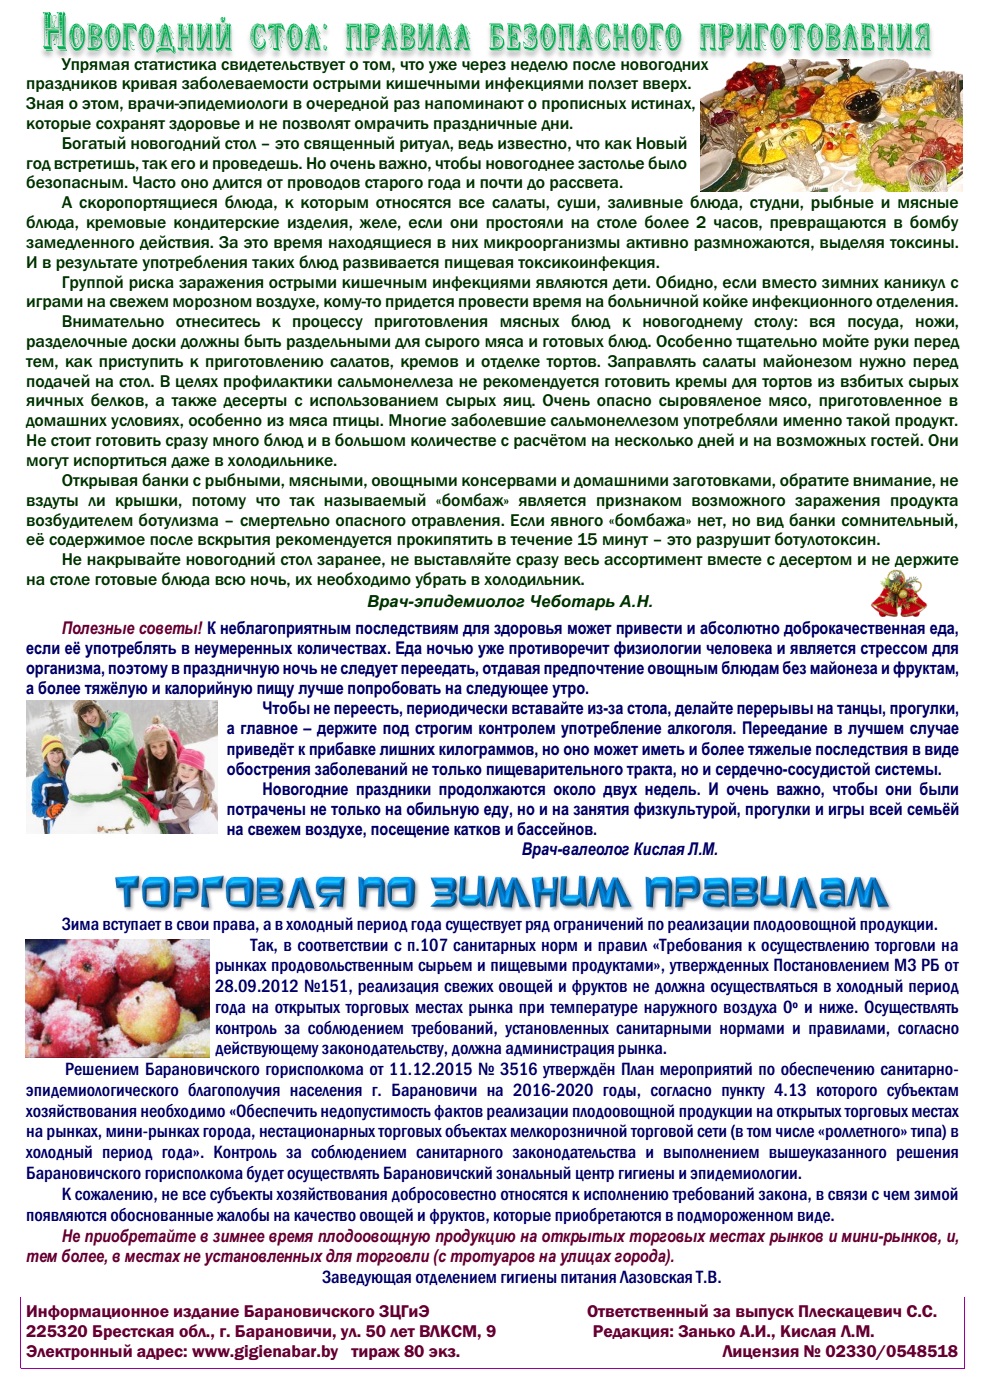 Новогодний стол: правила безопасного приготовления
Упрямая статистика свидетельствует о том, что уже через неделю после новогодних
праздников кривая заболеваемости острыми кишечными инфекциями ползет вверх.
Зная о этом, врачи-эпидемиологи в очередной раз напоминают о прописных истинах,
которые сохранят здоровье и не позволят омрачить праздничные дни.
Богатый новогодний стол – это священный ритуал, ведь известно, что как Новый
год встретишь, так его и проведешь. Но очень важно, чтобы новогоднее застолье было
безопасным. Часто оно длится от проводов старого года и почти до рассвета.
А скоропортящиеся блюда, к которым относятся все салаты, суши, заливные блюда, студни, рыбные и мясные
блюда, кремовые кондитерские изделия, желе, если они простояли на столе более 2 часов, превращаются в бомбу
замедленного действия. За это время находящиеся в них микроорганизмы активно размножаются, выделяя токсины.
И в результате употребления таких блюд развивается пищевая токсикоинфекция.
Группой риска заражения острыми кишечным инфекциями являются дети. Обидно, если вместо зимних каникул с
играми на свежем морозном воздухе, кому-то придется провести время на больничной койке инфекционного отделения.
Внимательно отнеситесь к процессу приготовления мясных блюд к новогоднему столу: вся посуда, ножи,
разделочные доски должны быть раздельными для сырого мяса и готовых блюд. Особенно тщательно мойте руки перед
тем, как приступить к приготовлению салатов, кремов и отделке тортов. Заправлять салаты майонезом нужно перед
подачей на стол. В целях профилактики сальмонеллеза не рекомендуется готовить кремы для тортов из взбитых сырых
яичных белков, а также десерты с использованием сырых яиц. Очень опасно сыровяленое мясо, приготовленное в
домашних условиях, особенно из мяса птицы. Многие заболевшие сальмонеллезом употребляли именно такой продукт.
Не стоит готовить сразу много блюд и в большом количестве с расчётом на несколько дней и на возможных гостей. Они
могут испортиться даже в холодильнике.
Открывая банки с рыбными, мясными, овощными консервами и домашними заготовками, обратите внимание, не
вздуты ли крышки, потому что так называемый «бомбаж» является признаком возможного заражения продукта
возбудителем ботулизма – смертельно опасного отравления. Если явного «бомбажа» нет, но вид банки сомнительный,
её содержимое после вскрытия рекомендуется прокипятить в течение 15 минут – это разрушит ботулотоксин.
Не накрывайте новогодний стол заранее, не выставляйте сразу весь ассортимент вместе с десертом и не держите
на столе готовые блюда всю ночь, их необходимо убрать в холодильник.
Врач-эпидемиолог Чеботарь А.Н.
Полезные советы! К неблагоприятным последствиям для здоровья может привести и абсолютно доброкачественная еда,
если её употреблять в неумеренных количествах. Еда ночью уже противоречит физиологии человека и является стрессом для
организма, поэтому в праздничную ночь не следует переедать, отдавая предпочтение овощным блюдам без майонеза и фруктам,
а более тяжёлую и калорийную пищу лучше попробовать на следующее утро.
Чтобы не переесть, периодически вставайте из-за стола, делайте перерывы на танцы, прогулки,
а главное – держите под строгим контролем употребление алкоголя. Переедание в лучшем случае
приведёт к прибавке лишних килограммов, но оно может иметь и более тяжелые последствия в виде
обострения заболеваний не только пищеварительного тракта, но и сердечно-сосудистой системы.
Новогодние праздники продолжаются около двух недель. И очень важно, чтобы они были
потрачены не только на обильную еду, но и на занятия физкультурой, прогулки и игры всей семьёй
на свежем воздухе, посещение катков и бассейнов.
Врач-валеолог Кислая Л.М.
Торговля по зимним правилам
Зима вступает в свои права, а в холодный период года существует ряд ограничений по реализации плодоовощной продукции.
Так, в соответствии с п.107 санитарных норм и правил «Требования к осуществлению торговли на
рынках продовольственным сырьем и пищевыми продуктами», утвержденных Постановлением МЗ РБ от
28.09.2012 №151, реализация свежих овощей и фруктов не должна осуществляться в холодный период
года на открытых торговых местах рынка при температуре наружного воздуха 0º и ниже. Осуществлять
контроль за соблюдением требований, установленных санитарными нормами и правилами, согласно
действующему законодательству, должна администрация рынка.
Решением Барановичского горисполкома от 11.12.2015 № 3516 утверждён План мероприятий по обеспечению санитарно-
эпидемиологического благополучия населения г. Барановичи на 2016-2020 годы, согласно пункту 4.13 которого субъектам
хозяйствования необходимо «Обеспечить недопустимость фактов реализации плодоовощной продукции на открытых торговых местах
на рынках, мини-рынках города, нестационарных торговых объектах мелкорозничной торговой сети (в том числе «роллетного» типа) в
холодный период года». Контроль за соблюдением санитарного законодательства и выполнением вышеуказанного решения
Барановичского горисполкома будет осуществлять Барановичский зональный центр гигиены и эпидемиологии.
К сожалению, не все субъекты хозяйствования добросовестно относятся к исполнению требований закона, в связи с чем зимой
появляются обоснованные жалобы на качество овощей и фруктов, которые приобретаются в подмороженном виде.
Не приобретайте в зимнее время плодоовощную продукцию на открытых торговых местах рынков и мини-рынков, и,
тем более, в местах не установленных для торговли (с тротуаров на улицах города).
Заведующая отделением гигиены питания Лазовская Т.В.
Информационное издание Барановичского ЗЦГиЭ
225320 Брестская обл., г. Барановичи, ул. 50 лет ВЛКСМ, 9
Электронный адрес: www.gigienabar.by тираж 80 экз.
Ответственный за выпуск Плескацевич С.С.
Редакция: Занько А.И., Кислая Л.М.
Лицензия № 02330/0548518